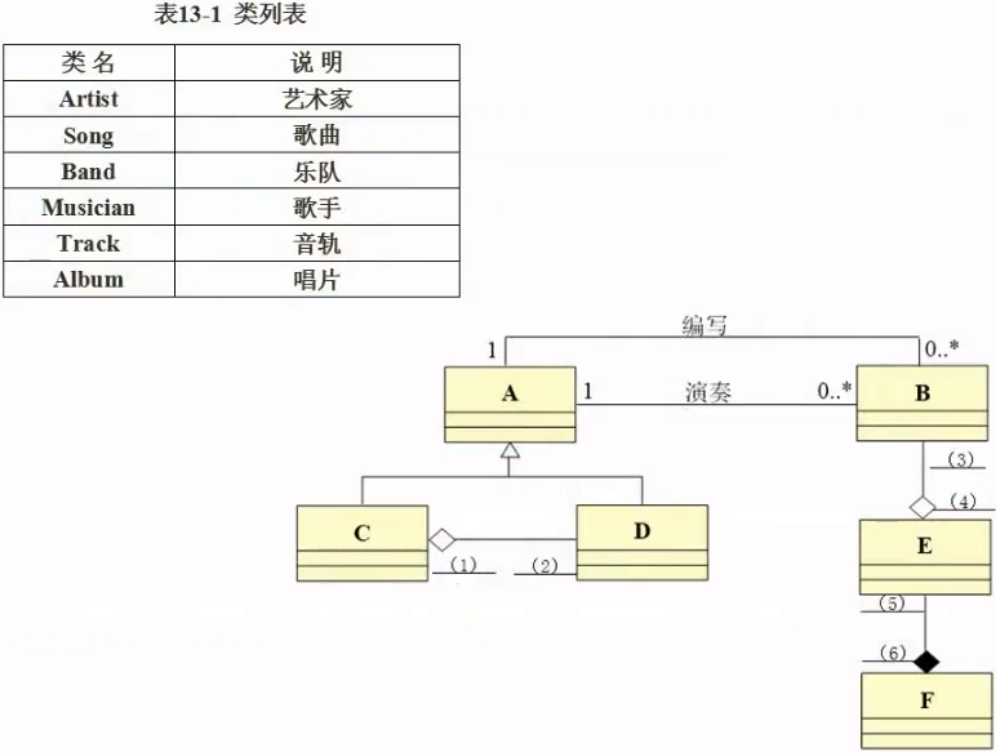 表13-1 类列表
类 名 说 明
Artist 艺术家
Song 歌曲
Band 乐队
Musician 歌手
Track 音轨
Album 唱片
编写
1 0..*
A 1 演奏 0..* B
(3)
(4)
C D E
(1) (2)
(5)
(6)
F